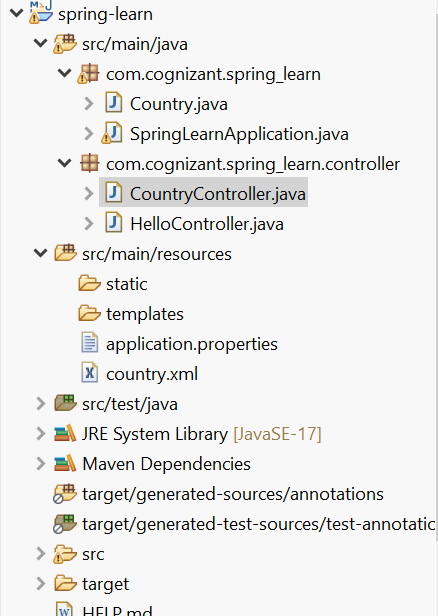 spring-learn
src/main/java
com.cognizant.spring_learn
Country.java
SpringLearnApplication.java
com.cognizant.spring_learn.controller
CountryController.java
HelloController.java
src/main/resources
static
templates
application.properties
country.xml
src/test/java
JRE System Library [JavaSE-17]
Maven Dependencies
target/generated-sources/annotations
target/generated-test-sources/test-annotatic
src
target
HELP.md